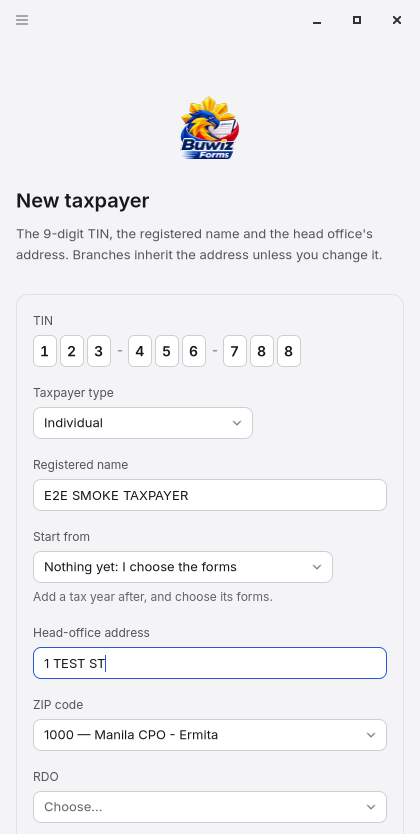 Buwiz
Forms
New taxpayer
The 9-digit TIN, the registered name and the head office's
address. Branches inherit the address unless you change it.
TIN
1 2 3 - 4 5 6 - 7 8 8
Taxpayer type
Individual
Registered name
E2E SMOKE TAXPAYER
Start from
Nothing yet: I choose the forms
Add a tax year after, and choose its forms.
Head-office address
1 TEST ST
ZIP code
1000 — Manila CPO - Ermita
RDO
Choose...